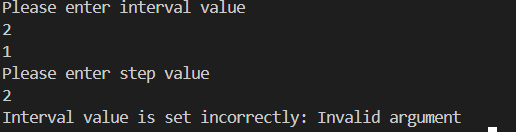 Please enter interval value
2
1
Please enter step value
2
Interval value is set incorrectly: Invalid argument